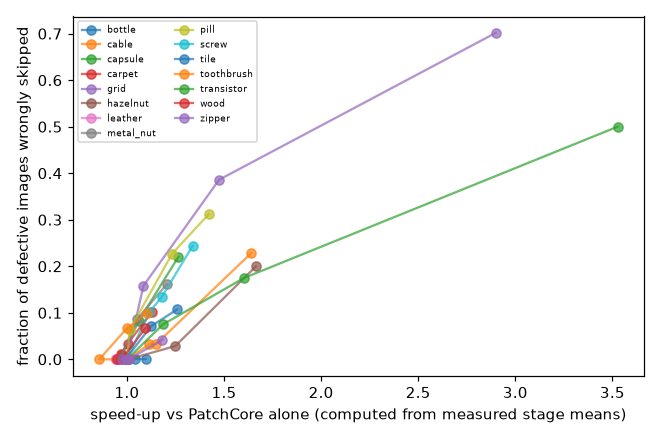 bottle
cable
capsule
carpet
grid
hazelnut
leather
metal_nut
pill
screw
tile
toothbrush
transistor
wood
zipper
fraction of defective images wrongly skipped
0.7
0.6
0.5
0.4
0.3
0.2
0.1
0.0
1.0
1.5
2.0
2.5
3.0
3.5
speed-up vs PatchCore alone (computed from measured stage means)